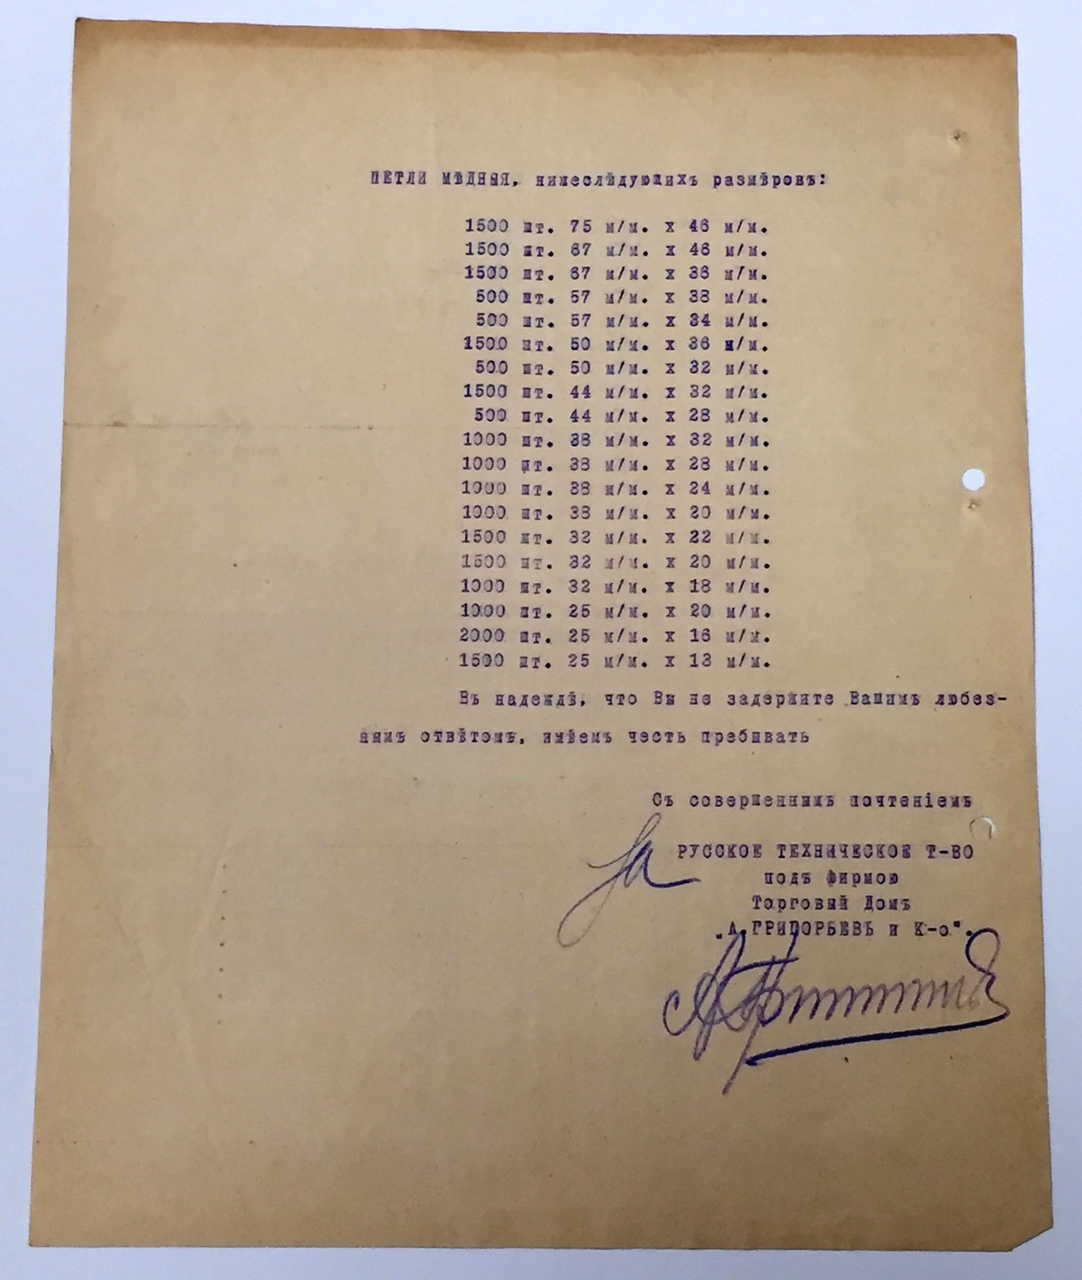 ПЕТЛИ МѢДНЫЯ, нижеслѣдующихъ размѣровъ:
1500 шт. 75 м/м. х 46 м/м.
1500 шт. 67 м/м. х 46 м/м.
1500 шт. 67 м/м. х 36 м/м.
500 шт. 57 м/м. х 38 м/м.
500 шт. 57 м/м. х 34 м/м.
1500 шт. 50 м/м. х 36 м/м.
500 шт. 50 м/м. х 32 м/м.
1500 шт. 44 м/м. х 32 м/м.
500 шт. 44 м/м. х 28 м/м.
1000 шт. 38 м/м. х 32 м/м.
1000 шт. 38 м/м. х 28 м/м.
1000 шт. 38 м/м. х 24 м/м.
1000 шт. 38 м/м. х 20 м/м.
1500 шт. 32 м/м. х 22 м/м.
1500 шт. 32 м/м. х 20 м/м.
1000 шт. 32 м/м. х 18 м/м.
1000 шт. 25 м/м. х 20 м/м.
2000 шт. 25 м/м. х 16 м/м.
1500 шт. 25 м/м. х 13 м/м.
Въ надеждѣ, что Вы не задержите Вашимъ любез-
нымъ отвѣтомъ, имѣемъ честь пребывать
Съ совершеннымъ почтеніемъ
За РУССКОЕ ТЕХНИЧЕСКОЕ Т-ВО
подъ фирмою
Торговый Домъ
„А.ГРИГОРЬЕВЪ и К-о".